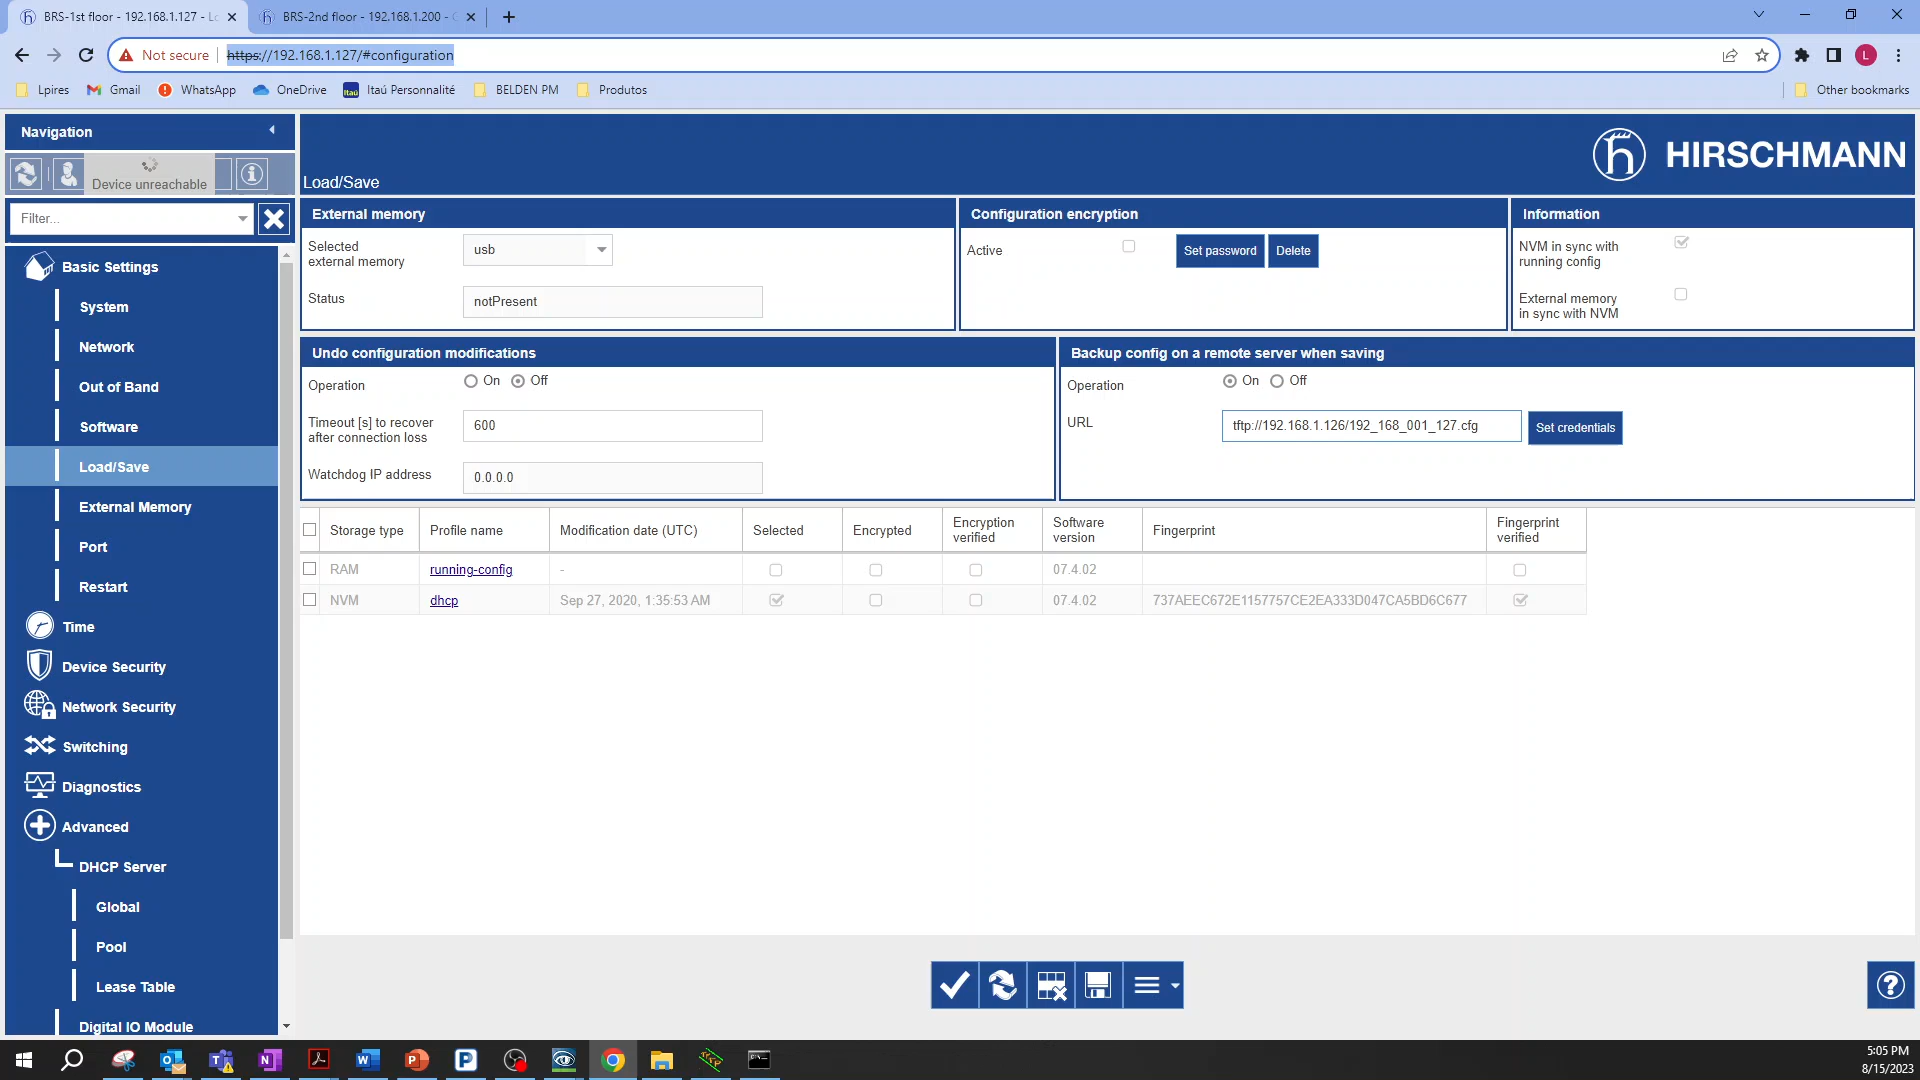 BRS-1st floor - 192.168.1.127 - Lo
BRS-2nd floor - 192.168.1.200 - G
Not secure
https://192.168.1.127/#configuration
L
Lpires
Gmail
WhatsApp
OneDrive
Itaú
Itaú Personnalité
BELDEN PM
Produtos
Other bookmarks
Navigation
Device unreachable
Filter...
Basic Settings
System
Network
Out of Band
Software
Load/Save
External Memory
Port
Restart
Time
Device Security
Network Security
Switching
Diagnostics
Advanced
DHCP Server
Global
Pool
Lease Table
Digital IO Module
Load/Save
HIRSCHMANN
External memory
Selected
external memory
usb
Status
notPresent
Configuration encryption
Active
Set password
Delete
Information
NVM in sync with
running config
External memory
in sync with NVM
Undo configuration modifications
Operation
On
Off
Timeout [s] to recover
after connection loss
600
Watchdog IP address
0.0.0.0
Backup config on a remote server when saving
Operation
On
Off
URL
tftp://192.168.1.126/192_168_001_127.cfg
Set credentials
Storage type
Profile name
Modification date (UTC)
Selected
Encrypted
Encryption
verified
Software
version
Fingerprint
Fingerprint
verified
RAM
running-config
-
07.4.02
NVM
dhcp
Sep 27, 2020, 1:35:53 AM
07.4.02
737AEEC672E1157757CE2EA333D047CA5BD6C677
5:05 PM
8/15/2023